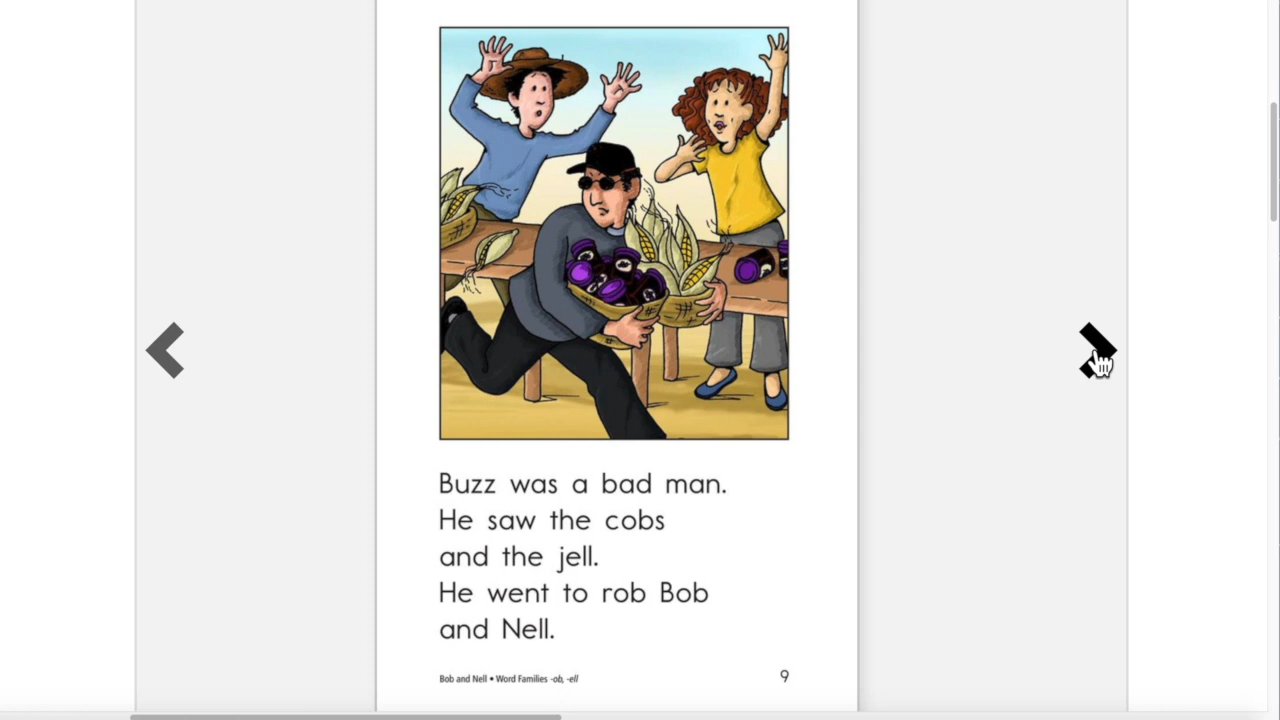 Buzz was a bad man.
He saw the cobs
and the jell.
He went to rob Bob
and Nell.
Bob and Nell • Word Families -ob, -ell
9